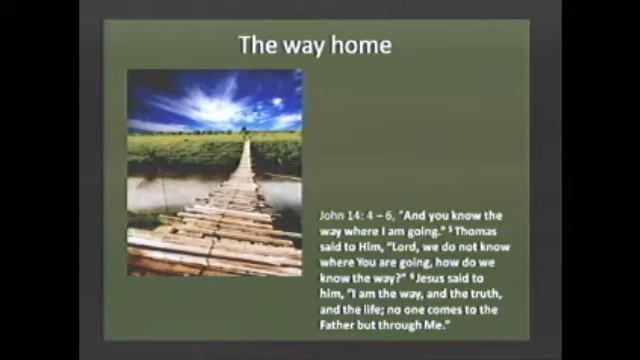 The way home
John 14: 4 – 6, "And you know the
way where I am going." ⁵ Thomas
said to Him, "Lord, we do not know
where You are going, how do we
know the way?" ⁶ Jesus said to
him, "I am the way, and the truth,
and the life; no one comes to the
Father but through Me."